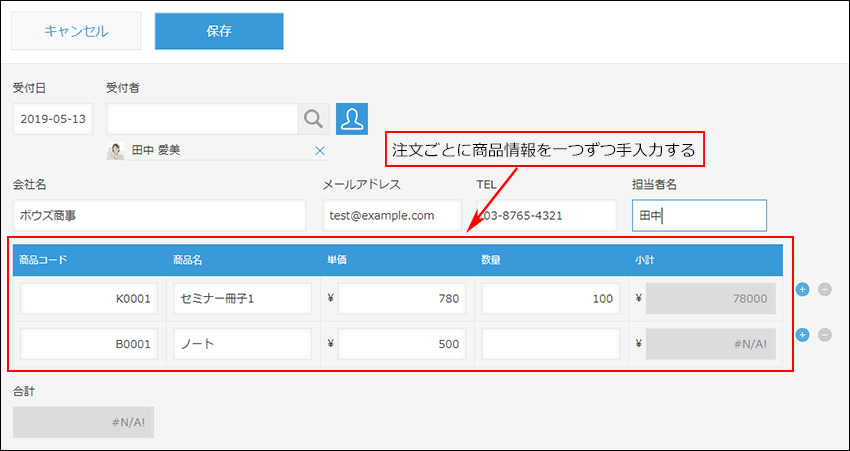 キャンセル 保存
受付日 受付者
2019-05-13
田中 愛美
注文ごとに商品情報を一つずつ手入力する
会社名 メールアドレス TEL 担当者名
ボウズ商事 test@example.com 03-8765-4321 田中
商品コード 商品名 単価 数量 小計
K0001 セミナー冊子1 ¥ 780 100 ¥ 78000
B0001 ノート ¥ 500 ¥ #N/A!
合計
#N/A!